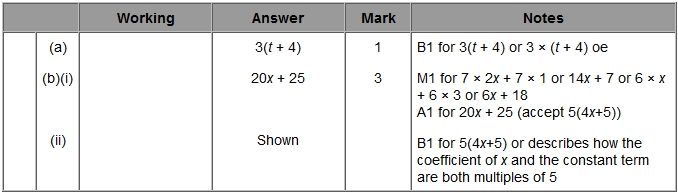 Working Answer Mark Notes
(a) 3(t + 4) 1 B1 for 3(t + 4) or 3 × (t + 4) oe
(b)(i) 20x + 25 3 M1 for 7 × 2x + 7 × 1 or 14x + 7 or 6 × x
+ 6 × 3 or 6x + 18
A1 for 20x + 25 (accept 5(4x+5))
(ii) Shown B1 for 5(4x+5) or describes how the
coefficient of x and the constant term
are both multiples of 5